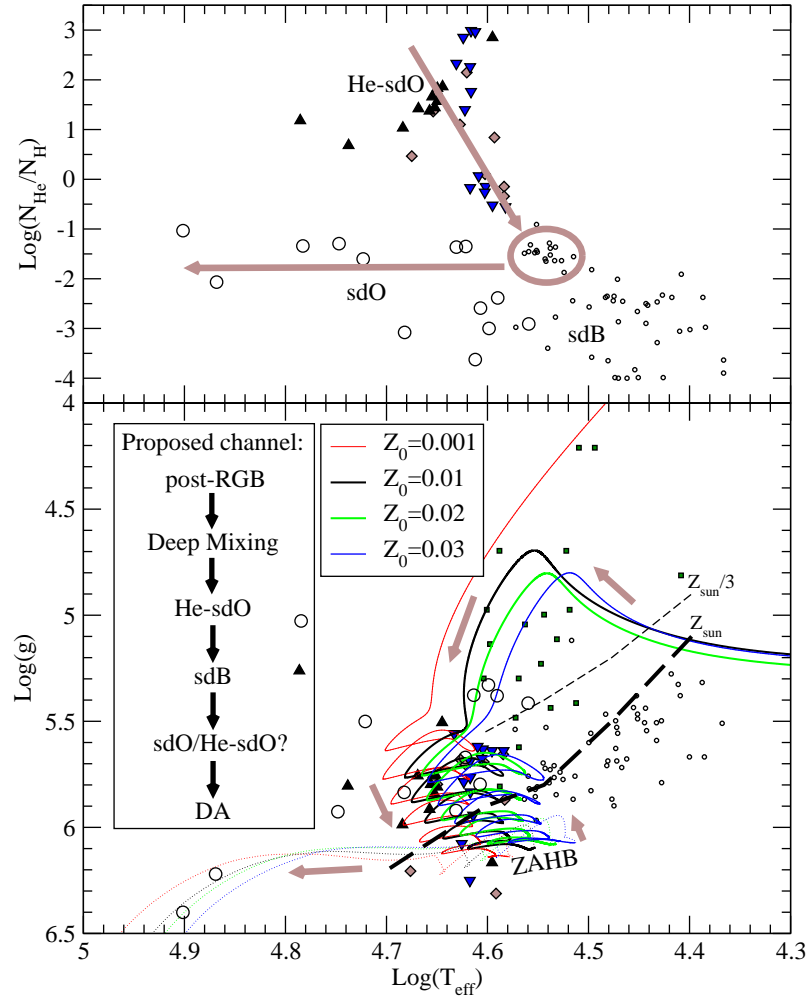 3
2
1
0
-1
-2
-3
-4
Log(N_He/N_H)
He-sdO
sdO
sdB
4
4.5
5
5.5
6
6.5
Log(g)
Proposed channel:
post-RGB
Deep Mixing
He-sdO
sdB
sdO/He-sdO?
DA
Z_0=0.001
Z_0=0.01
Z_0=0.02
Z_0=0.03
Z_sun/3
Z_sun
ZAHB
5 4.9 4.8 4.7 4.6 4.5 4.4 4.3
Log(T_eff)